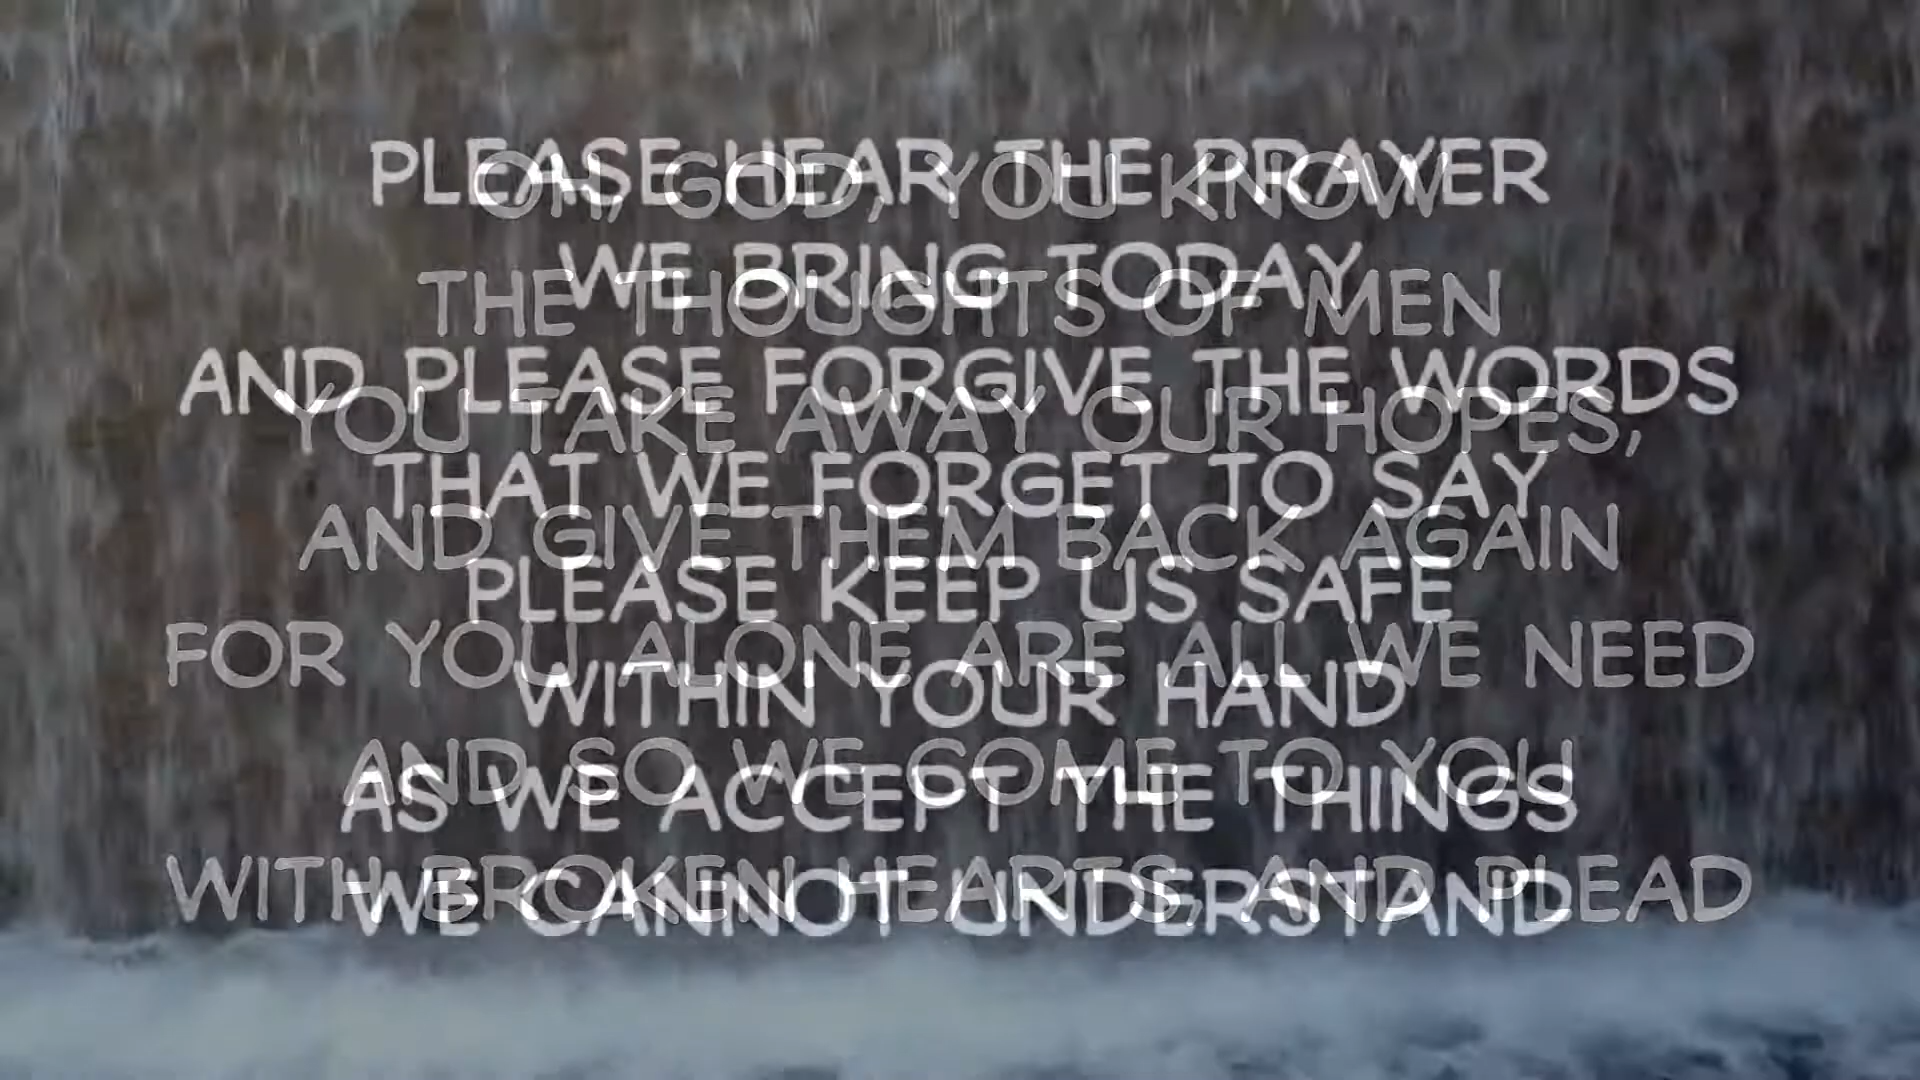 PLEASE HEAR THE PRAYER
WE BRING TODAY
AND PLEASE FORGIVE THE WORDS
THAT WE FORGET TO SAY
PLEASE KEEP US SAFE
WITHIN YOUR HAND
AS WE ACCEPT THE THINGS
WE CANNOT UNDERSTAND
OH, GOD, YOU KNOW
THE THOUGHTS OF MEN
YOU TAKE AWAY OUR HOPES,
AND GIVE THEM BACK AGAIN
FOR YOU ALONE ARE ALL WE NEED
AND SO WE COME TO YOU
WITH BROKEN HEARTS, AND PLEAD